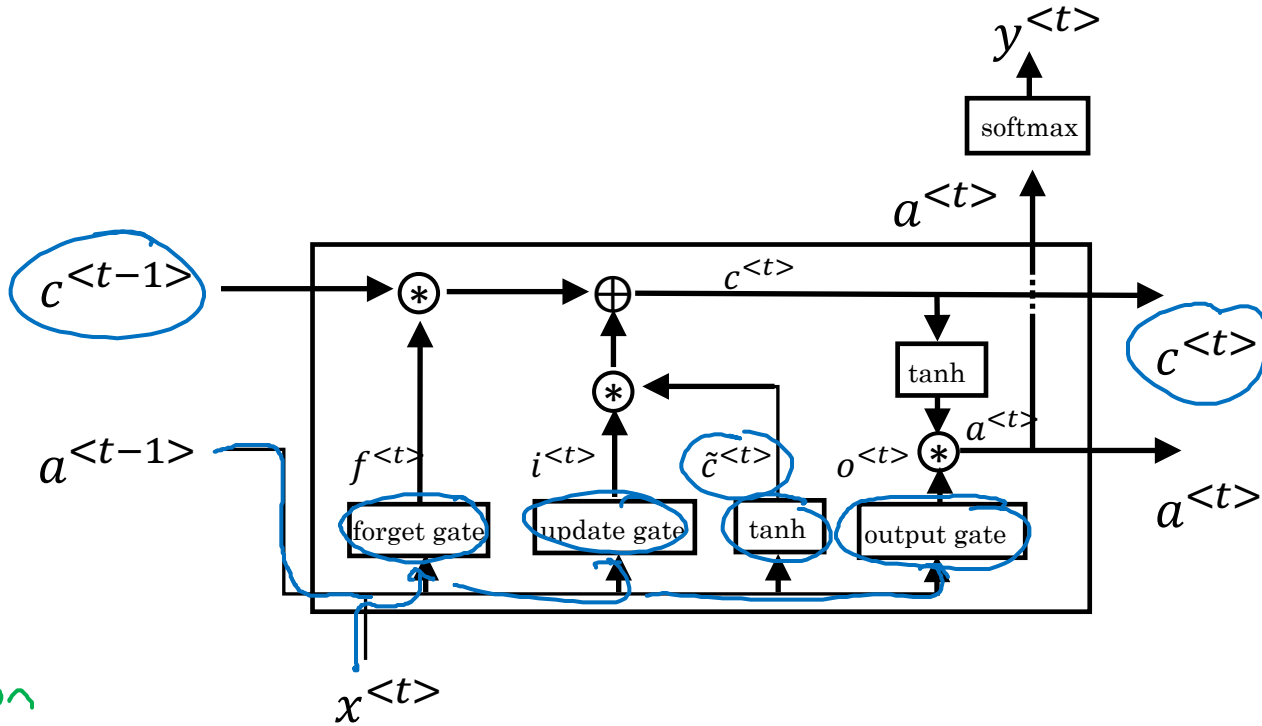 y<t>
softmax
a<t>
c<t-1>
c<t>
c<t>
tanh
a<t-1>
f<t>
i<t>
c̃<t>
o<t>
a<t>
a<t>
forget gate
update gate
tanh
output gate
x<t>